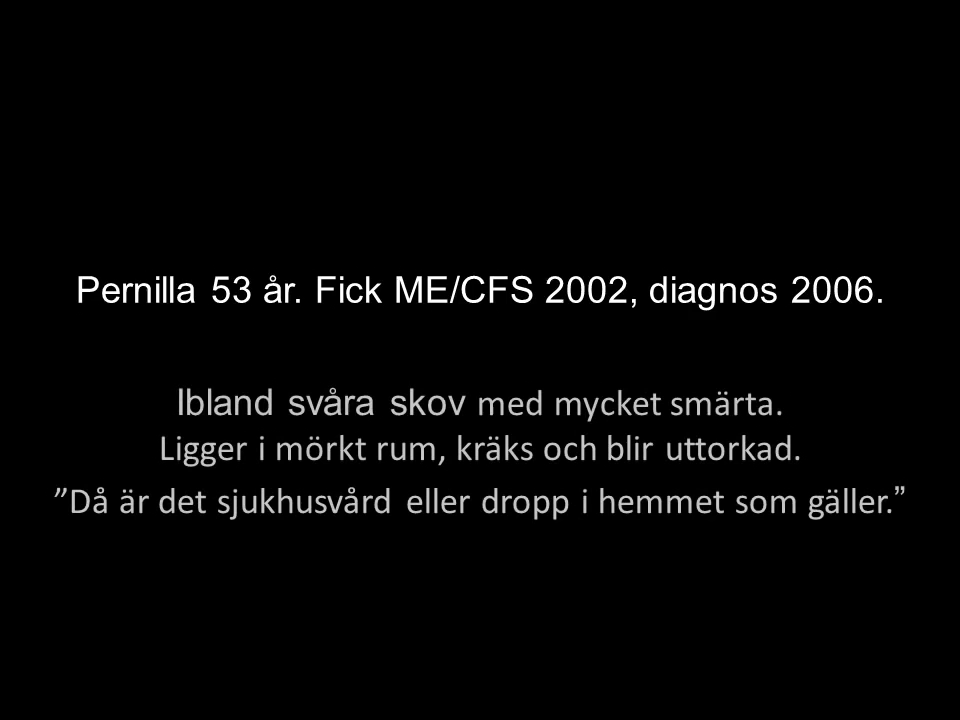 Pernilla 53 år. Fick ME/CFS 2002, diagnos 2006.
Ibland svåra skov med mycket smärta.
Ligger i mörkt rum, kräks och blir uttorkad.
”Då är det sjukhusvård eller dropp i hemmet som gäller.”